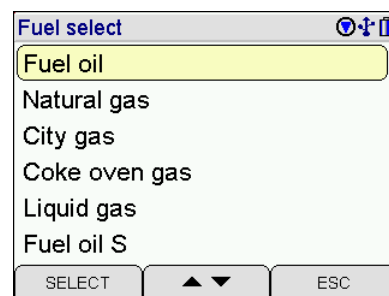 Fuel select
Fuel oil
Natural gas
City gas
Coke oven gas
Liquid gas
Fuel oil S
SELECT ▲ ▼ ESC